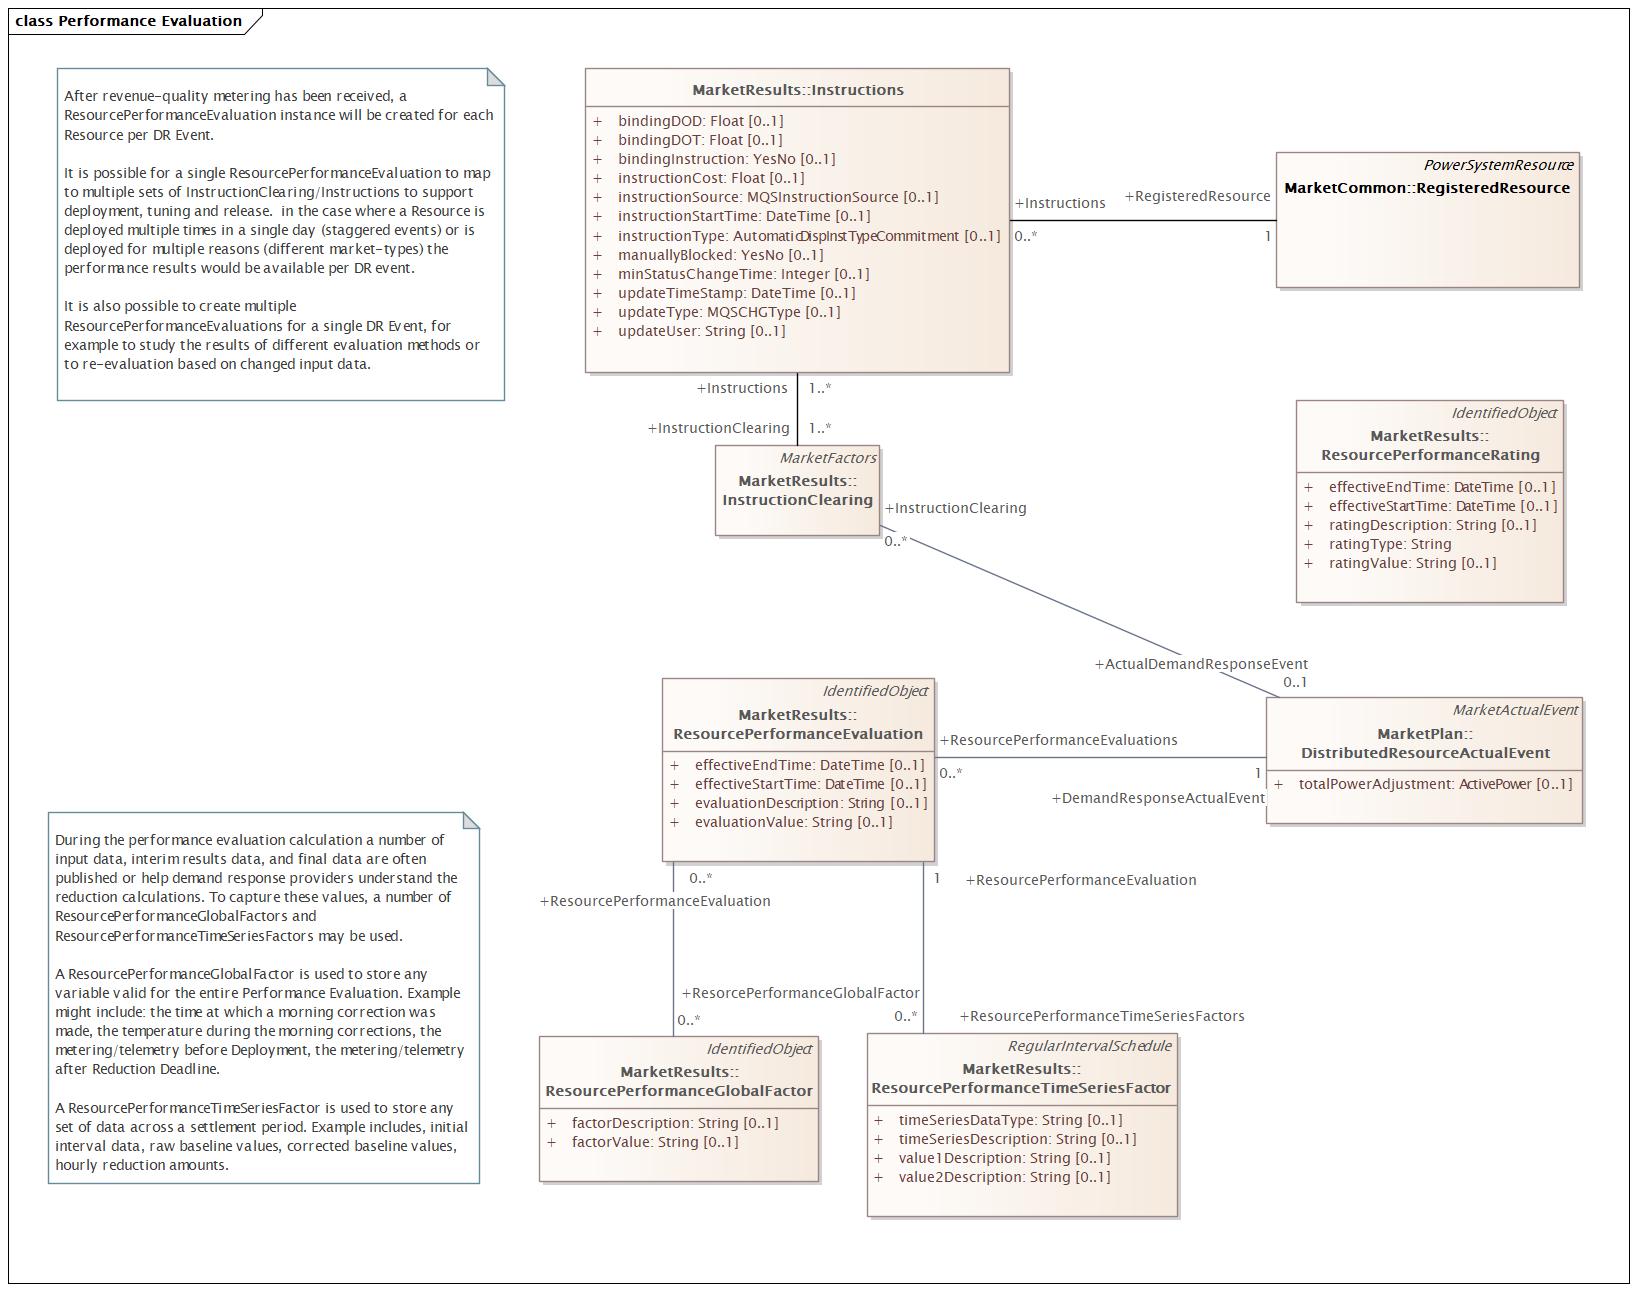 class Performance Evaluation
After revenue-quality metering has been received, a
ResourcePerformanceEvaluation instance will be created for each
Resource per DR Event.
It is possible for a single ResourcePerformanceEvaluation to map
to multiple sets of InstructionClearing/Instructions to support
deployment, tuning and release.  in the case where a Resource is
deployed multiple times in a single day (staggered events) or is
deployed for multiple reasons (different market-types) the
performance results would be available per DR event.
It is also possible to create multiple
ResourcePerformanceEvaluations for a single DR Event, for
example to study the results of different evaluation methods or
to re-evaluation based on changed input data.
MarketResults::Instructions
+ bindingDOD: Float [0..1]
+ bindingDOT: Float [0..1]
+ bindingInstruction: YesNo [0..1]
+ instructionCost: Float [0..1]
+ instructionSource: MQSInstructionSource [0..1]
+ instructionStartTime: DateTime [0..1]
+ instructionType: AutomaticDispInstTypeCommitment [0..1]
+ manuallyBlocked: YesNo [0..1]
+ minStatusChangeTime: Integer [0..1]
+ updateTimeStamp: DateTime [0..1]
+ updateType: MQSCHGType [0..1]
+ updateUser: String [0..1]
+Instructions
0..*
+RegisteredResource
1
PowerSystemResource
MarketCommon::RegisteredResource
+Instructions 1..*
+InstructionClearing 1..*
MarketFactors
MarketResults::
InstructionClearing
+InstructionClearing
0..*
IdentifiedObject
MarketResults::
ResourcePerformanceRating
+ effectiveEndTime: DateTime [0..1]
+ effectiveStartTime: DateTime [0..1]
+ ratingDescription: String [0..1]
+ ratingType: String
+ ratingValue: String [0..1]
+ActualDemandResponseEvent
0..1
IdentifiedObject
MarketResults::
ResourcePerformanceEvaluation
+ effectiveEndTime: DateTime [0..1]
+ effectiveStartTime: DateTime [0..1]
+ evaluationDescription: String [0..1]
+ evaluationValue: String [0..1]
+ResourcePerformanceEvaluations
0..*
1
+DemandResponseActualEvent
MarketActualEvent
MarketPlan::
DistributedResourceActualEvent
+ totalPowerAdjustment: ActivePower [0..1]
0..*
+ResourcePerformanceEvaluation
1 +ResourcePerformanceEvaluation
During the performance evaluation calculation a number of
input data, interim results data, and final data are often
published or help demand response providers understand the
reduction calculations. To capture these values, a number of
ResourcePerformanceGlobalFactors and
ResourcePerformanceTimeSeriesFactors may be used.
A ResourcePerformanceGlobalFactor is used to store any
variable valid for the entire Performance Evaluation. Example
might include: the time at which a morning correction was
made, the temperature during the morning corrections, the
metering/telemetry before Deployment, the metering/telemetry
after Reduction Deadline.
A ResourcePerformanceTimeSeriesFactor is used to store any
set of data across a settlement period. Example includes, initial
interval data, raw baseline values, corrected baseline values,
hourly reduction amounts.
+ResorcePerformanceGlobalFactor
0..*
0..* +ResourcePerformanceTimeSeriesFactors
IdentifiedObject
MarketResults::
ResourcePerformanceGlobalFactor
+ factorDescription: String [0..1]
+ factorValue: String [0..1]
RegularIntervalSchedule
MarketResults::
ResourcePerformanceTimeSeriesFactor
+ timeSeriesDataType: String [0..1]
+ timeSeriesDescription: String [0..1]
+ value1Description: String [0..1]
+ value2Description: String [0..1]